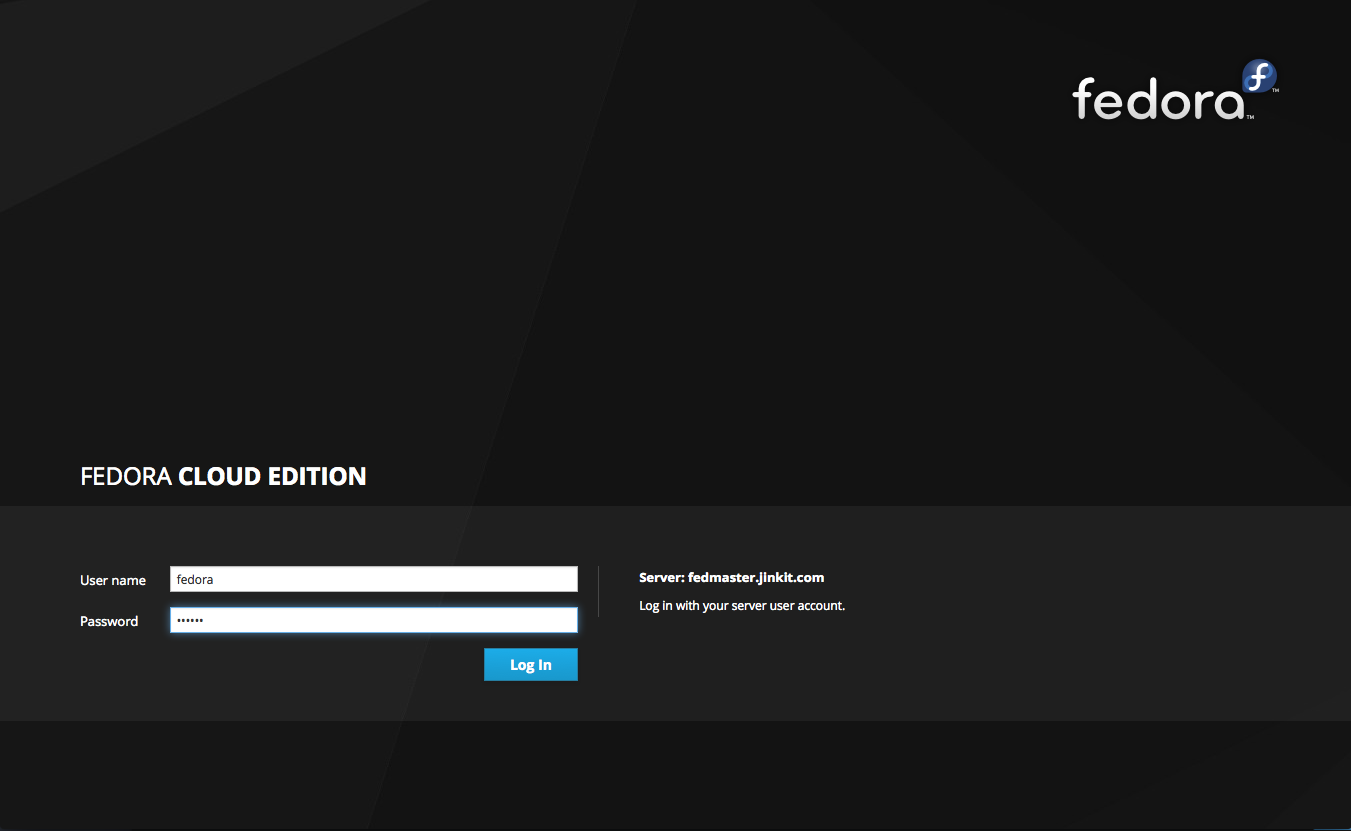 fedora
FEDORA CLOUD EDITION
User name fedora
Password ••••••
Log In
Server: fedmaster.jinkit.com
Log in with your server user account.